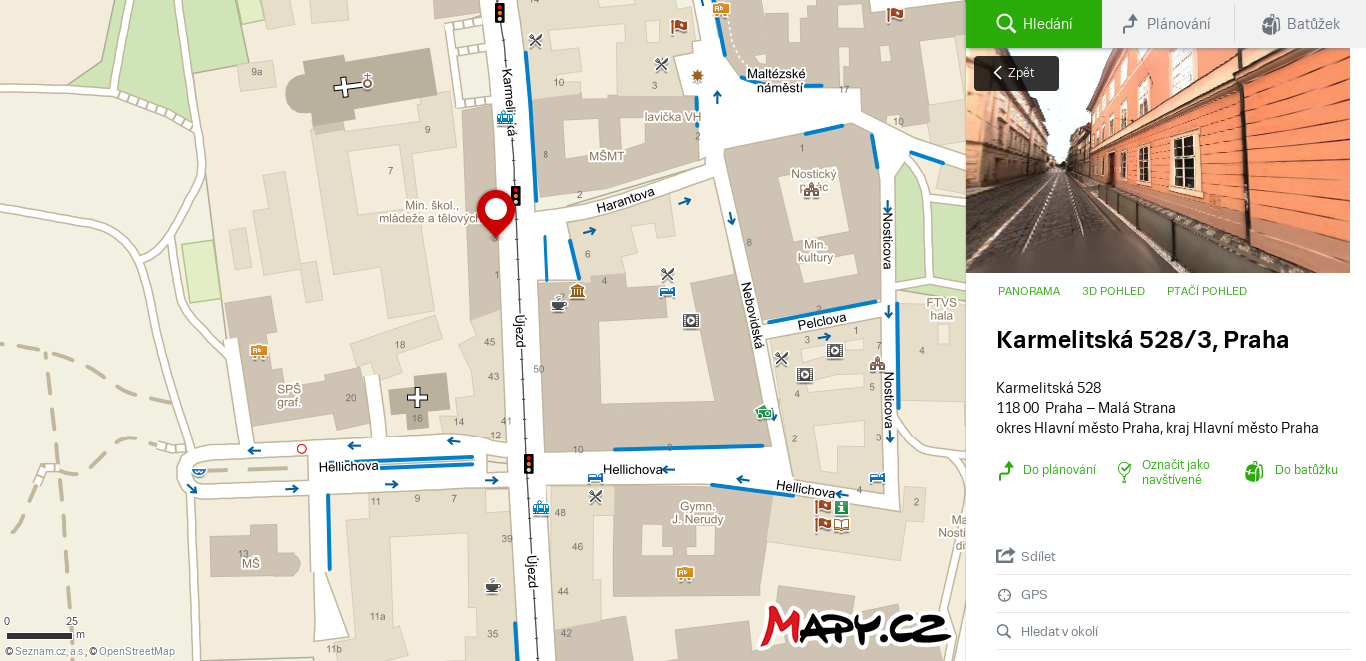 Hledání
Plánování
Batůžek
Zpět
PANORAMA
3D POHLED
PTAČÍ POHLED
Karmelitská 528/3, Praha
Karmelitská 528
118 00 Praha – Malá Strana
okres Hlavní město Praha, kraj Hlavní město Praha
Do plánování
Označit jako
navštívené
Do batůžku
Sdílet
GPS
Hledat v okolí
9a
10
3
Maltézské
náměstí
17
14
Karmelitská
lavička VH
2
10
9
8
MŠMT
1
7
Nostický
palác
2
Harantova
Min. škol.,
mládeže a tělových.
6
4
8
Min.
kultury
Nosticova
1
Újezd
Nebovidská
2
Pelclova
FTVS
hala
18
45
3
1
7
4
43
50
SPŠ
graf.
20
16
14
41
12
4
5
Nosticova
2
3
10
8
Hellichova
Hellichova
Hellichova
4
2
11
9
7
48
Gymn.
J. Nerudy
46
39
13
MŠ
Újezd
44
11a
11a
35
42
0
25
m
© Seznam.cz, a.s., © OpenStreetMap
MAPY.CZ